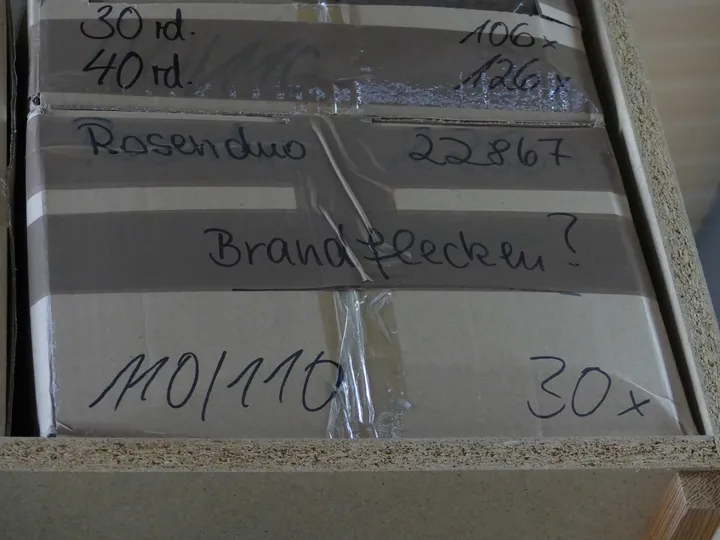 30 rd. 106x
40 rd. 126x
Rosenduo 22867
Brandflecken?
110/110 30x